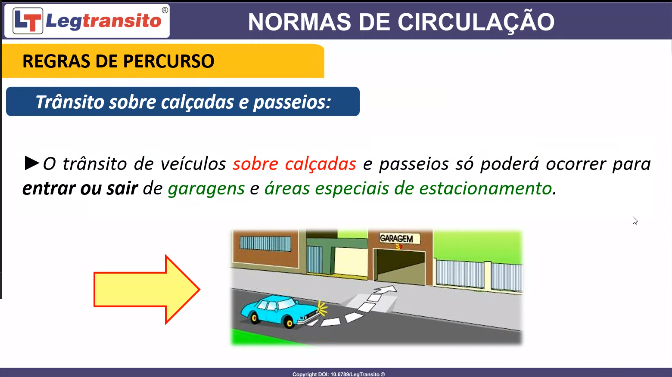 LT Legtransito®
NORMAS DE CIRCULAÇÃO
REGRAS DE PERCURSO
Trânsito sobre calçadas e passeios:
►O trânsito de veículos sobre calçadas e passeios só poderá ocorrer para
entrar ou sair de garagens e áreas especiais de estacionamento.
GARAGEM
Copyright DOI: 10.6789/LegTransito ®